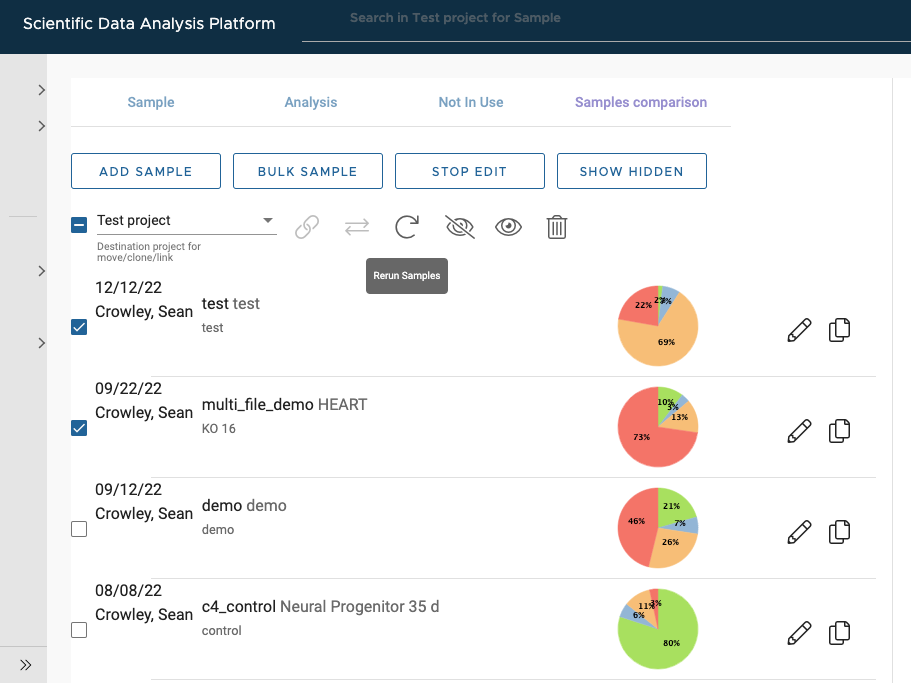 Scientific Data Analysis Platform
Search in Test project for Sample
Sample
Analysis
Not In Use
Samples comparison
ADD SAMPLE
BULK SAMPLE
STOP EDIT
SHOW HIDDEN
Test project
Destination project for
move/clone/link
Rerun Samples
12/12/22
Crowley, Sean
test test
test
22%
2%
69%
09/22/22
Crowley, Sean
multi_file_demo HEART
KO 16
10%
3%
13%
73%
09/12/22
Crowley, Sean
demo demo
demo
46%
21%
7%
26%
08/08/22
Crowley, Sean
c4_control Neural Progenitor 35 d
control
11%
3%
6%
80%